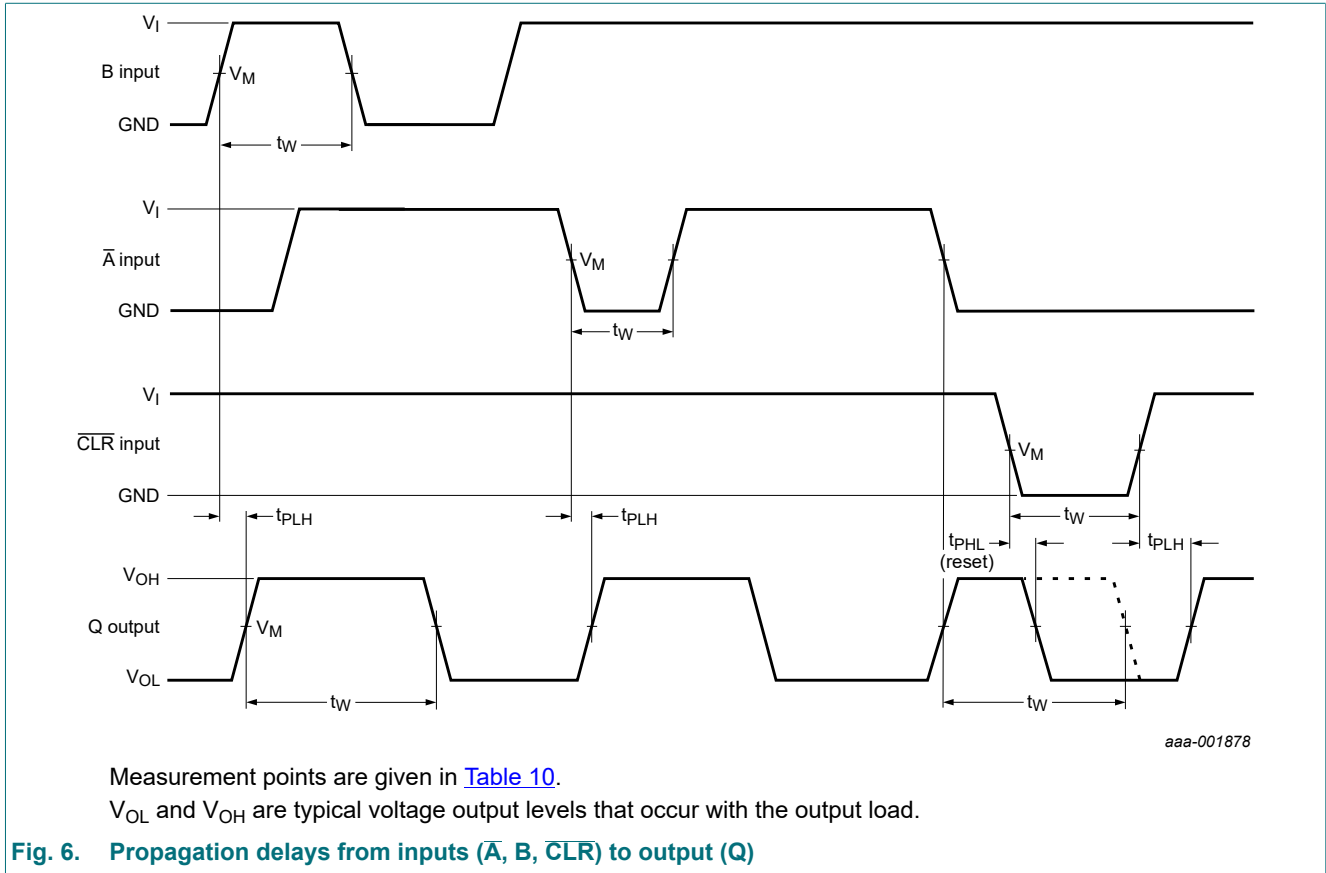 V_I
B input
V_M
GND
t_W
V_I
A̅ input
V_M
GND
t_W
V_I
C̅L̅R̅ input
V_M
GND
t_PLH
t_PLH
t_W
t_PHL
(reset)
t_PLH
V_OH
Q output
V_M
V_OL
t_W
t_W
aaa-001878
Measurement points are given in Table 10.
V_OL and V_OH are typical voltage output levels that occur with the output load.
Fig. 6. Propagation delays from inputs (A̅, B, C̅L̅R̅) to output (Q)